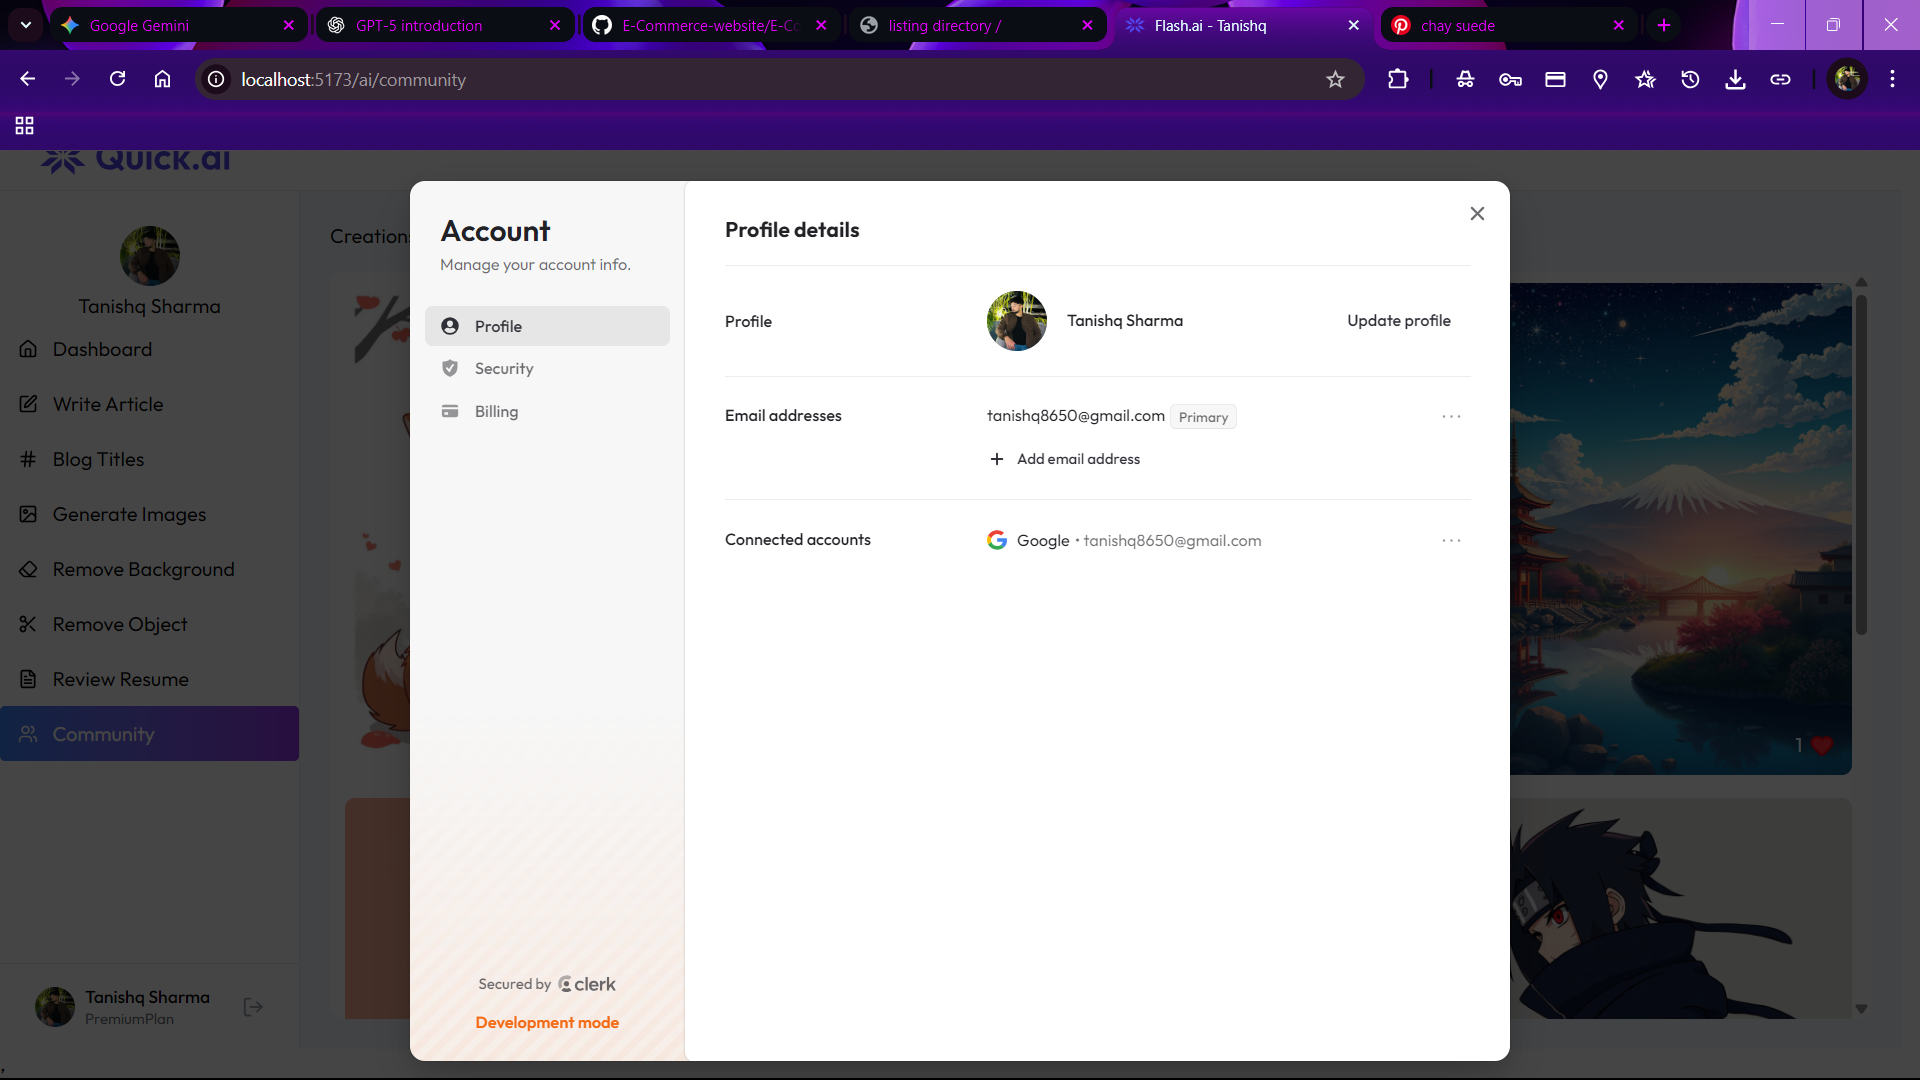 Google Gemini
GPT-5 introduction
E-Commerce-website/E-Co
listing directory /
Flash.ai - Tanishq
chay suede
localhost:5173/ai/community
Quick.ai
Tanishq Sharma
Dashboard
Write Article
Blog Titles
Generate Images
Remove Background
Remove Object
Review Resume
Community
Tanishq Sharma
PremiumPlan
Creations
Account
Manage your account info.
Profile
Security
Billing
Secured by clerk
Development mode
Profile details
Profile
Tanishq Sharma
Update profile
Email addresses
tanishq8650@gmail.com Primary
Add email address
Connected accounts
Google • tanishq8650@gmail.com
1
,